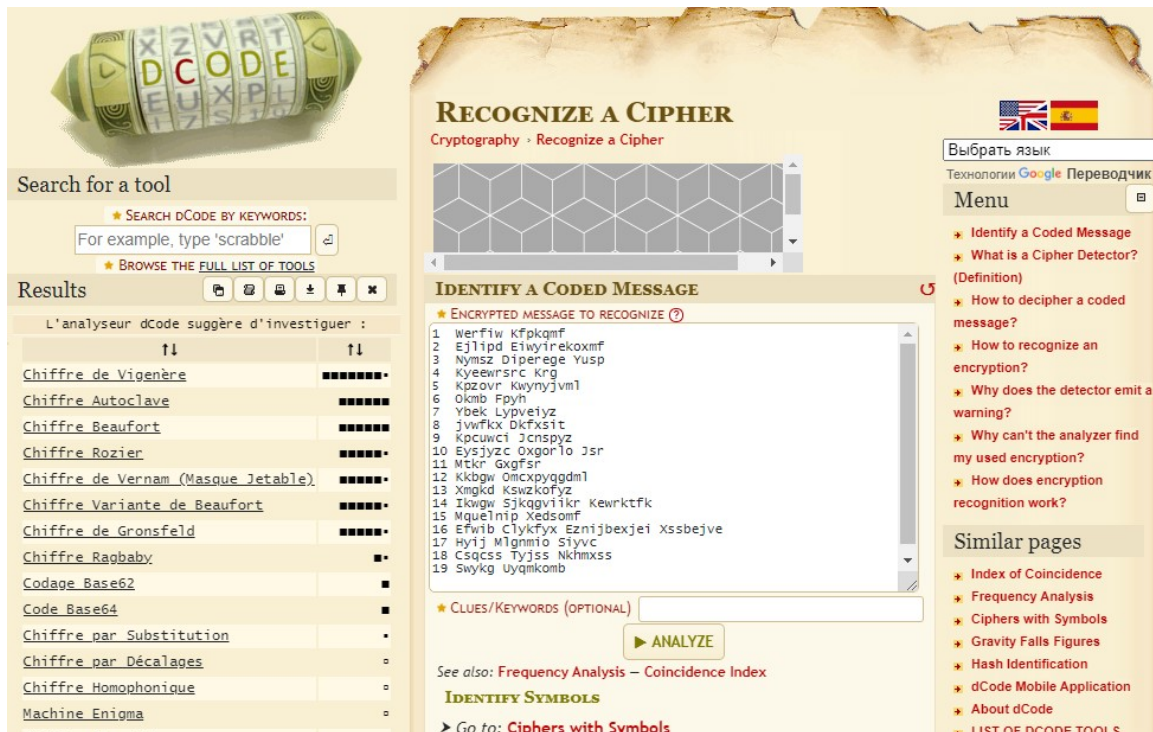 X Z V R T
D C O D E
E U X P L
I 7 S J O
Search for a tool
★ SEARCH DCODE BY KEYWORDS:
For example, type 'scrabble'
★ BROWSE THE FULL LIST OF TOOLS
Results
L'analyseur dCode suggère d'investiguer :
↑↓ ↑↓
Chiffre de Vigenère
Chiffre Autoclave
Chiffre Beaufort
Chiffre Rozier
Chiffre de Vernam (Masque Jetable)
Chiffre Variante de Beaufort
Chiffre de Gronsfeld
Chiffre Ragbaby
Codage Base62
Code Base64
Chiffre par Substitution
Chiffre par Décalages
Chiffre Homophonique
Machine Enigma
RECOGNIZE A CIPHER
Cryptography › Recognize a Cipher
IDENTIFY A CODED MESSAGE
★ ENCRYPTED MESSAGE TO RECOGNIZE (?)
1 Werfiw Kfpkqmf
2 Ejlipd Eiwyirekoxmf
3 Nymsz Diperege Yusp
4 Kyeewrsrc Krg
5 Kpzovr Kwynyjvml
6 Okmb Fpyh
7 Ybek Lypveiyz
8 jvwfkx Dkfxsit
9 Kpcuwci Jcnspyz
10 Eysjyzc Oxgorlo Jsr
11 Mtkr Gxgfsr
12 Kkbgw Omcxpyqgdml
13 Xmgkd Kswzkofyz
14 Ikwgw Sjkqgviikr Kewrktfk
15 Mquelnip Xedsomf
16 Efwib Clykfyx Eznijbexjei Xssbejve
17 Hyij Mlgnmio Siyvc
18 Csqcss Tyjss Nkhmxss
19 Swykg Uyqmkomb
★ CLUES/KEYWORDS (OPTIONAL)
▶ ANALYZE
See also: Frequency Analysis – Coincidence Index
IDENTIFY SYMBOLS
➤ Go to: Ciphers with Symbols
Выбрать язык
Технологии Google Переводчик
Menu
Identify a Coded Message
What is a Cipher Detector?
(Definition)
How to decipher a coded
message?
How to recognize an
encryption?
Why does the detector emit a
warning?
Why can't the analyzer find
my used encryption?
How does encryption
recognition work?
Similar pages
Index of Coincidence
Frequency Analysis
Ciphers with Symbols
Gravity Falls Figures
Hash Identification
dCode Mobile Application
About dCode
LIST OF DCODE TOOLS